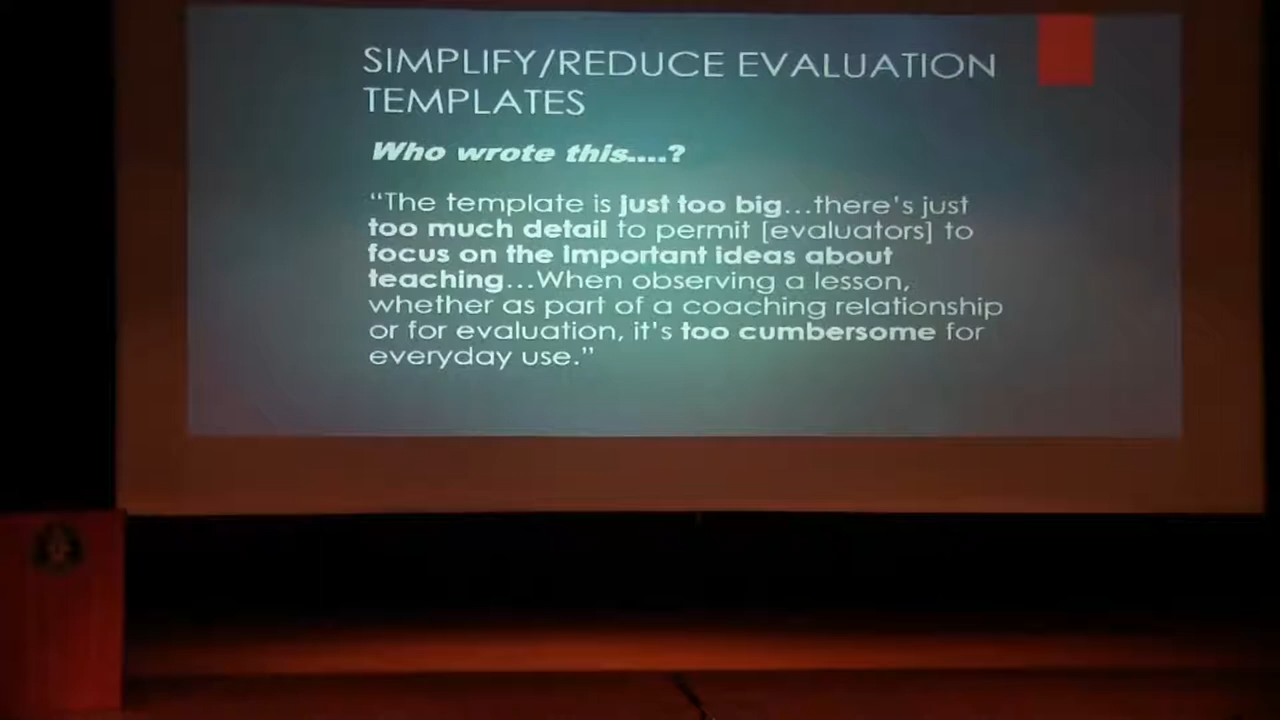 SIMPLIFY/REDUCE EVALUATION
TEMPLATES
Who wrote this....?
“The template is just too big...there’s just
too much detail to permit [evaluators] to
focus on the important ideas about
teaching...When observing a lesson,
whether as part of a coaching relationship
or for evaluation, it’s too cumbersome for
everyday use.”